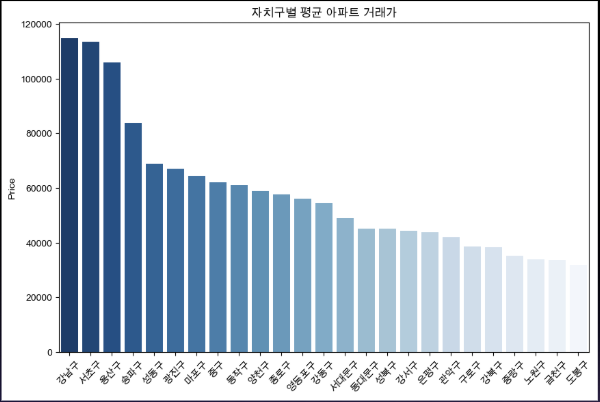 자치구별 평균 아파트 거래가
120000
100000
80000
60000
40000
20000
0
Price
강남구 서초구 용산구 송파구 성동구 광진구 마포구 중구 동작구 양천구 종로구 영등포구 강동구 서대문구 동대문구 성북구 강서구 은평구 관악구 구로구 강북구 중랑구 노원구 금천구 도봉구